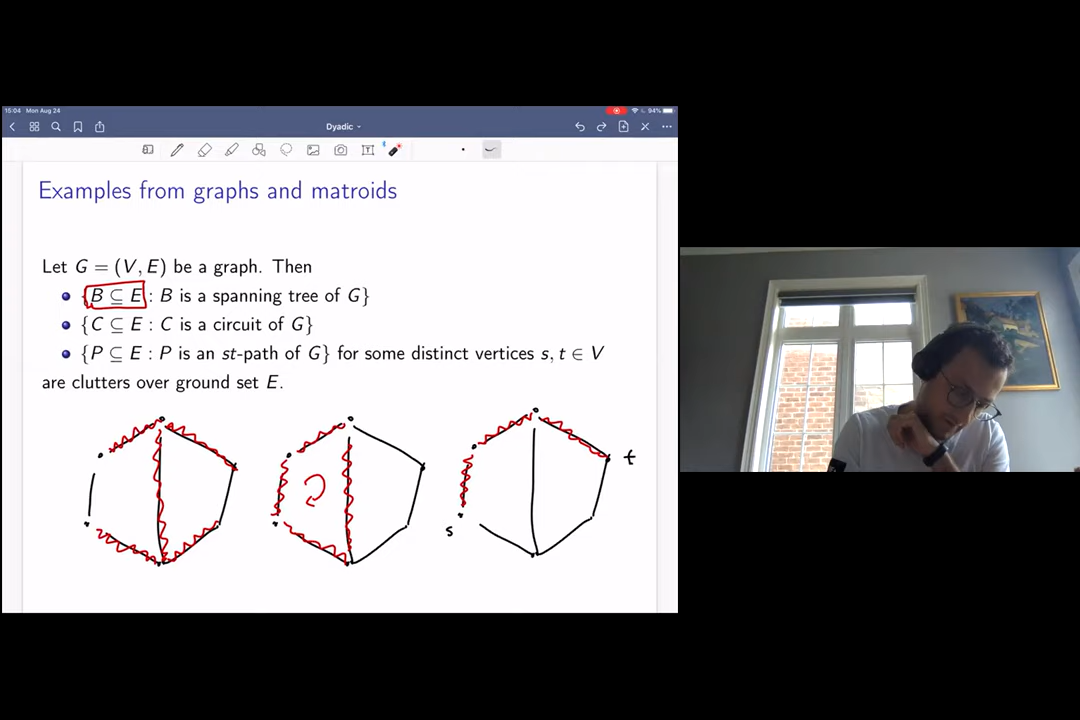 15:04 Mon Aug 24
94%
Dyadic
Examples from graphs and matroids
Let G = (V, E) be a graph. Then
• {B ⊆ E : B is a spanning tree of G}
• {C ⊆ E : C is a circuit of G}
• {P ⊆ E : P is an st-path of G} for some distinct vertices s, t ∈ V
are clutters over ground set E.
t
s